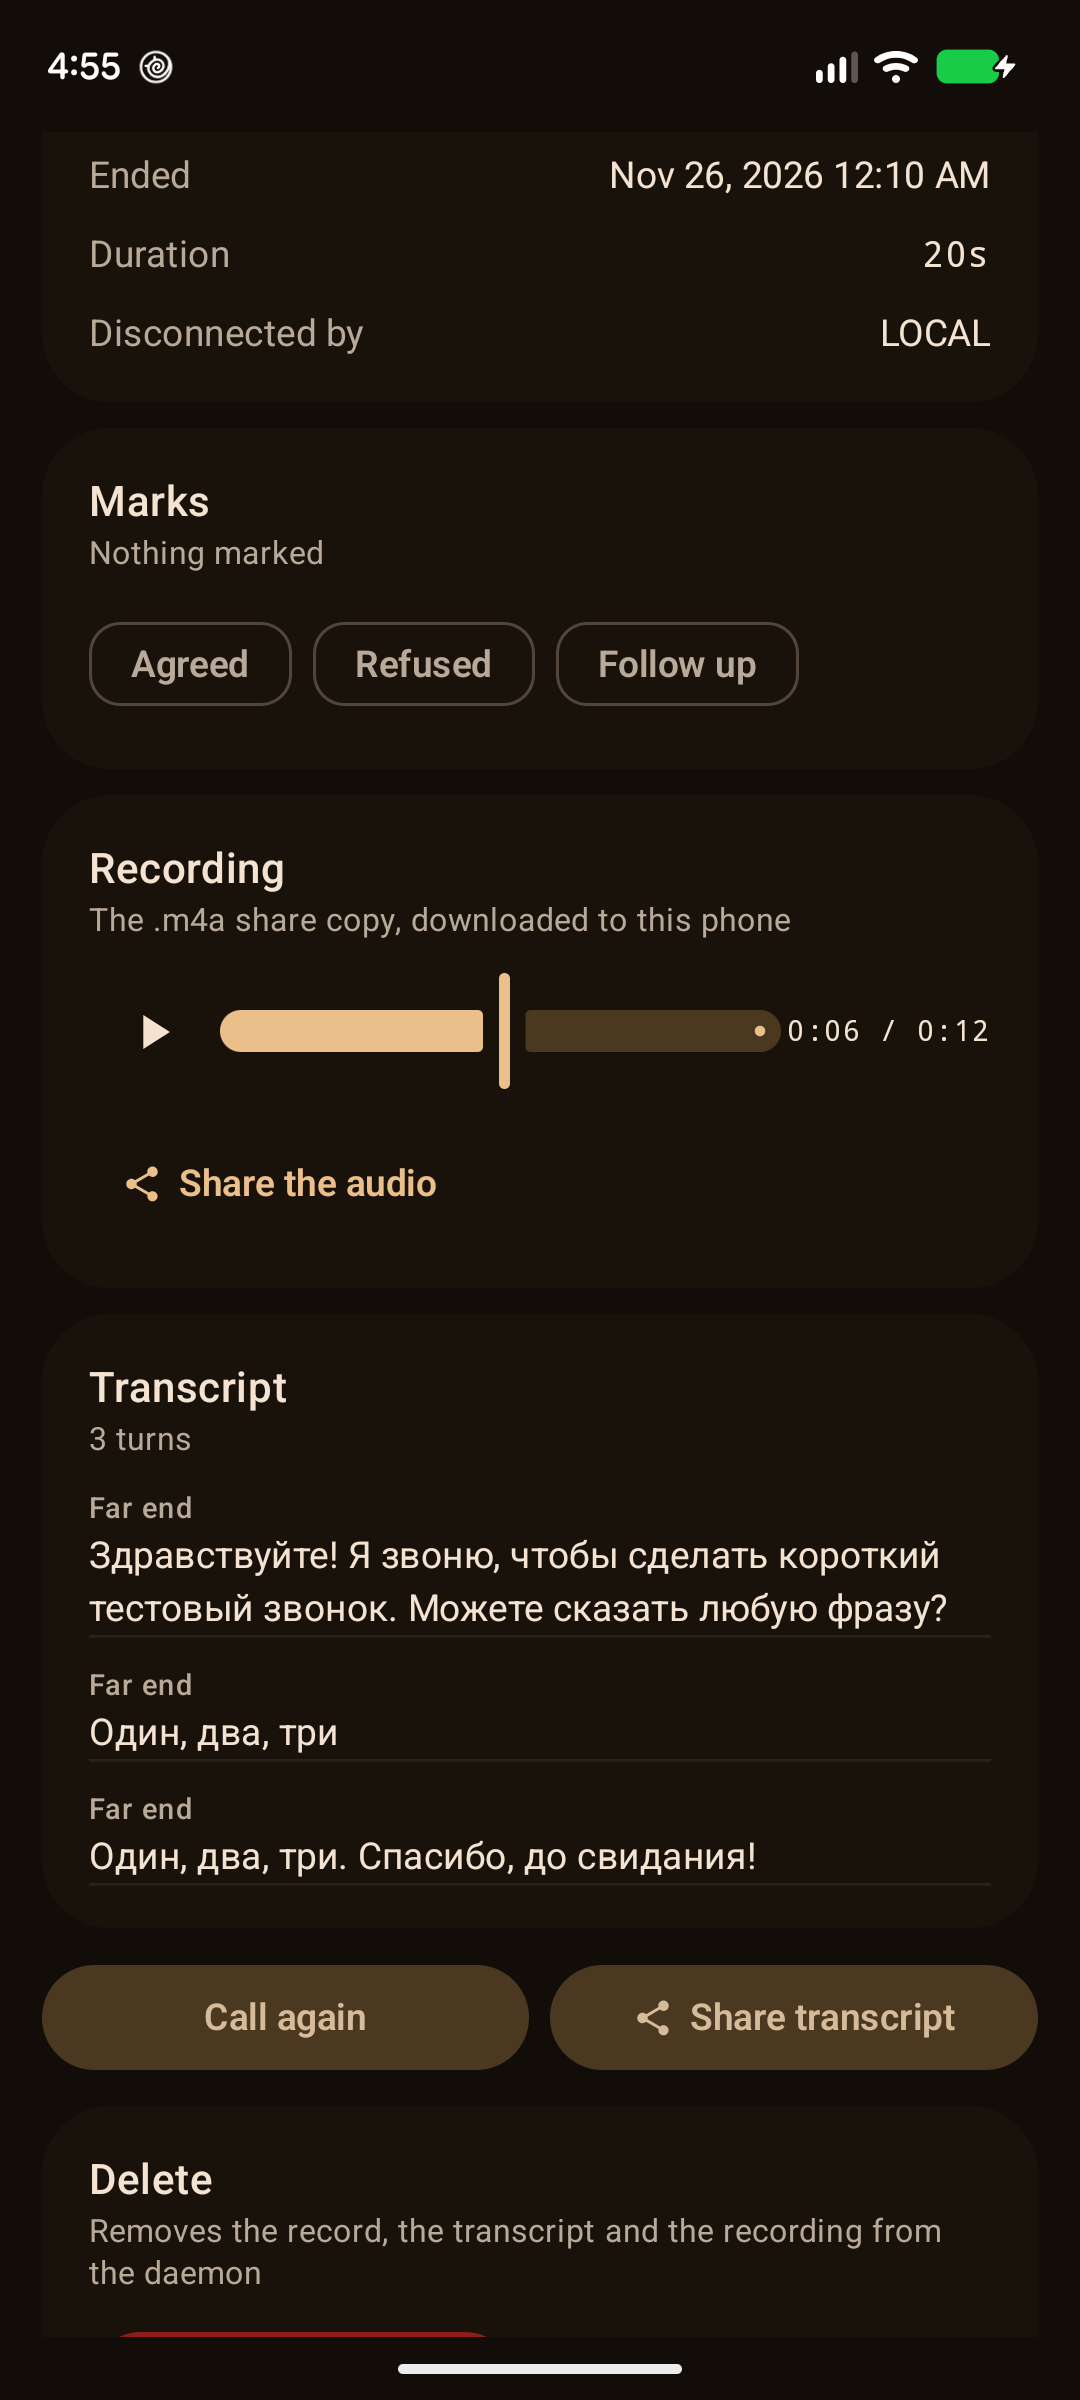 4:55
Ended Nov 26, 2026 12:10 AM
Duration 20s
Disconnected by LOCAL
Marks
Nothing marked
Agreed Refused Follow up
Recording
The .m4a share copy, downloaded to this phone
0:06 / 0:12
Share the audio
Transcript
3 turns
Far end
Здравствуйте! Я звоню, чтобы сделать короткий
тестовый звонок. Можете сказать любую фразу?
Far end
Один, два, три
Far end
Один, два, три. Спасибо, до свидания!
Call again Share transcript
Delete
Removes the record, the transcript and the recording from
the daemon